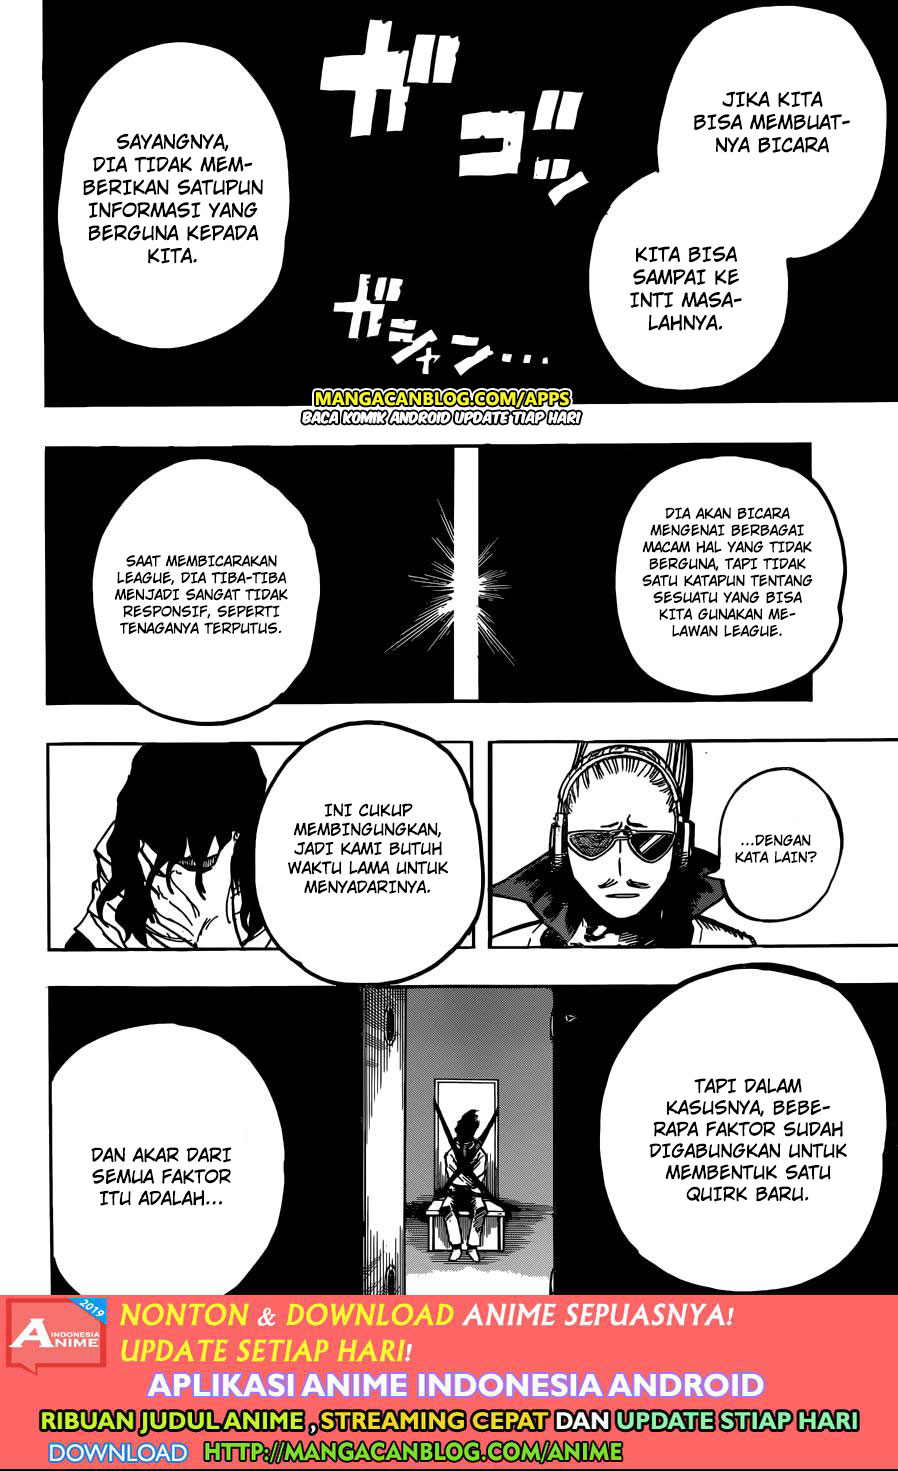 JIKA KITA
BISA MEMBUAT-
NYA BICARA
KITA BISA
SAMPAI KE
INTI MASA-
LAHNYA.
ガゴン
SAYANGNYA,
DIA TIDAK MEM-
BERIKAN SATUPUN
INFORMASI YANG
BERGUNA KEPADA
KITA.
ガシャン...
MANGACANBLOG.COM/APPS
BACA KOMIK ANDROID UPDATE TIAP HARI
DIA AKAN BICARA
MENGENAI BERBAGAI
MACAM HAL YANG TIDAK
BERGUNA, TAPI TIDAK
SATU KATAPUN TENTANG
SESUATU YANG BISA
KITA GUNAKAN ME-
LAWAN LEAGUE.
SAAT MEMBICARAKAN
LEAGUE, DIA TIBA-TIBA
MENJADI SANGAT TIDAK
RESPONSIF, SEPERTI
TENAGANYA TERPUTUS.
...DENGAN
KATA LAIN?
INI CUKUP
MEMBINGUNGKAN,
JADI KAMI BUTUH
WAKTU LAMA UNTUK
MENYADARINYA.
TAPI DALAM
KASUSNYA, BEBE-
RAPA FAKTOR SUDAH
DIGABUNGKAN UNTUK
MEMBENTUK SATU
QUIRK BARU.
DAN AKAR DARI
SEMUA FAKTOR
ITU ADALAH...
2019
INDONESIA
ANIME
NONTON & DOWNLOAD ANIME SEPUASNYA!
UPDATE SETIAP HARI!
APLIKASI ANIME INDONESIA ANDROID
RIBUAN JUDUL ANIME , STREAMING CEPAT DAN UPDATE STIAP HARI
DOWNLOAD HTTP://MANGACANBLOG.COM/ANIME